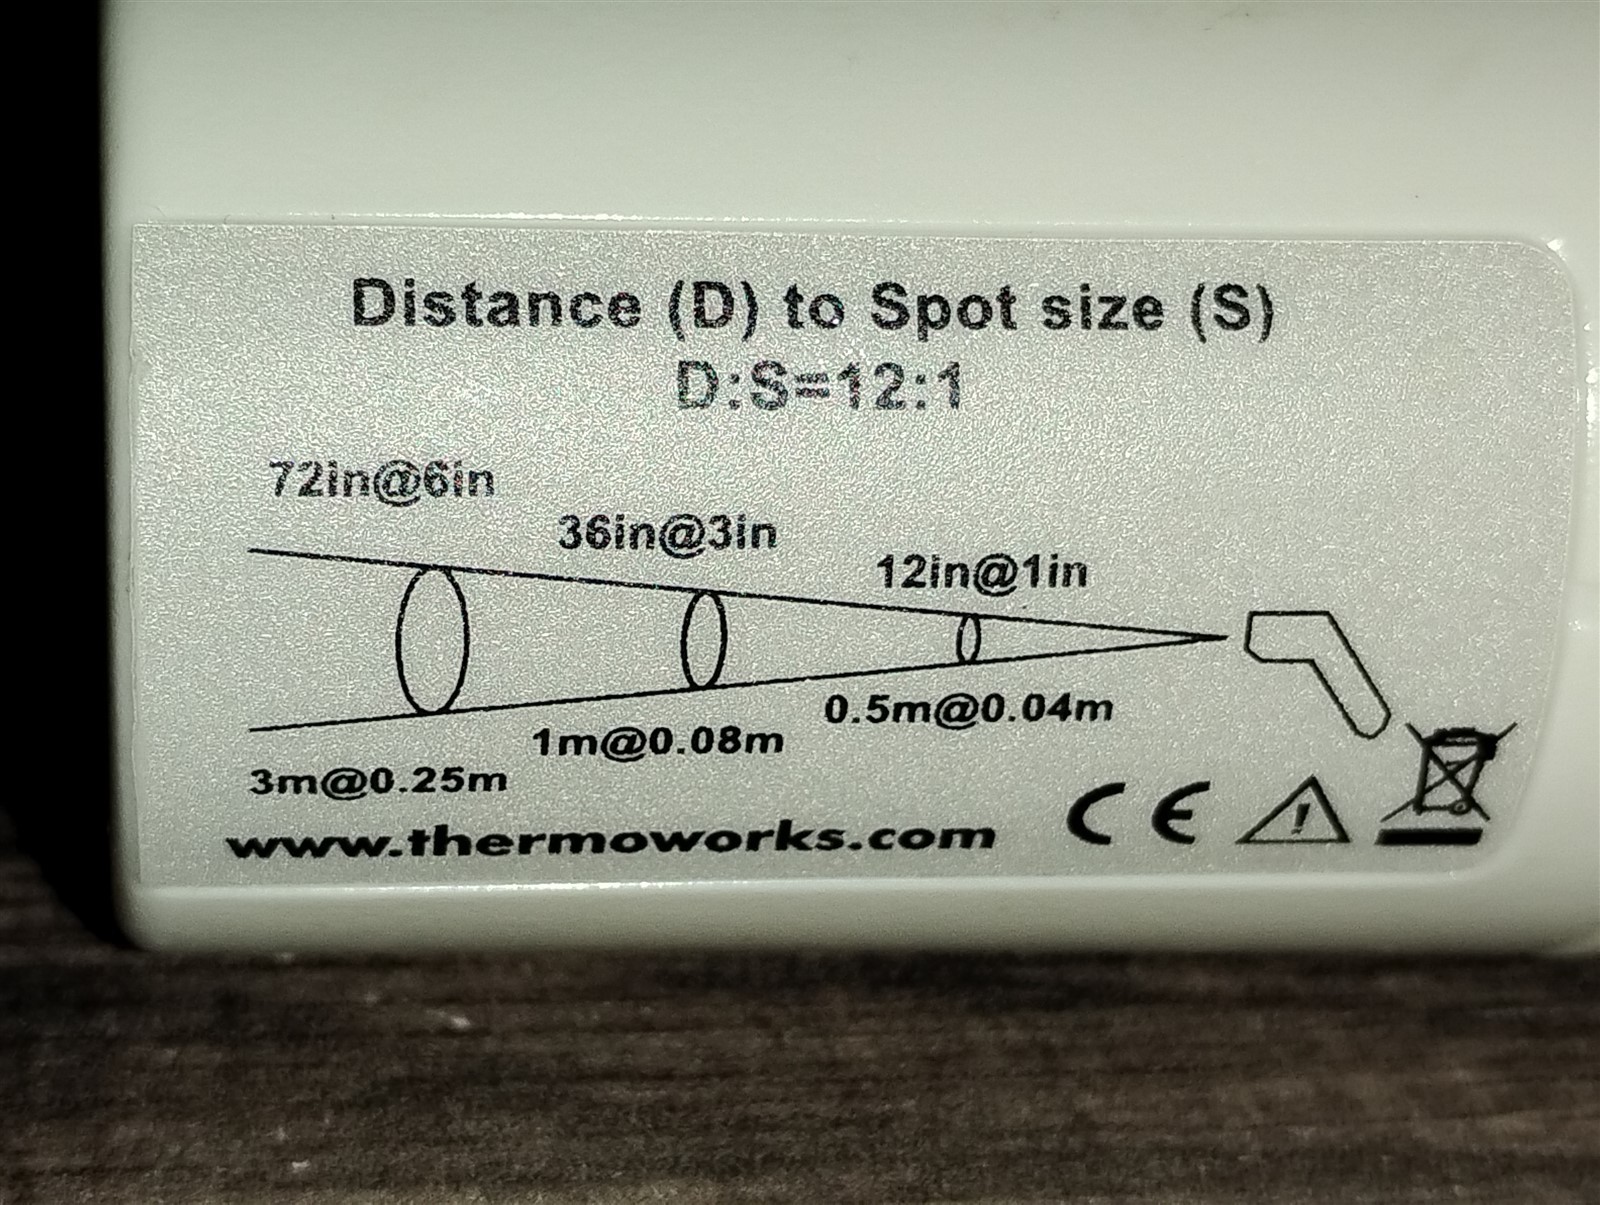 Distance (D) to Spot size (S)
D:S=12:1
72in@6in
36in@3in
12in@1in
0.5m@0.04m
1m@0.08m
3m@0.25m
www.thermoworks.com
CE